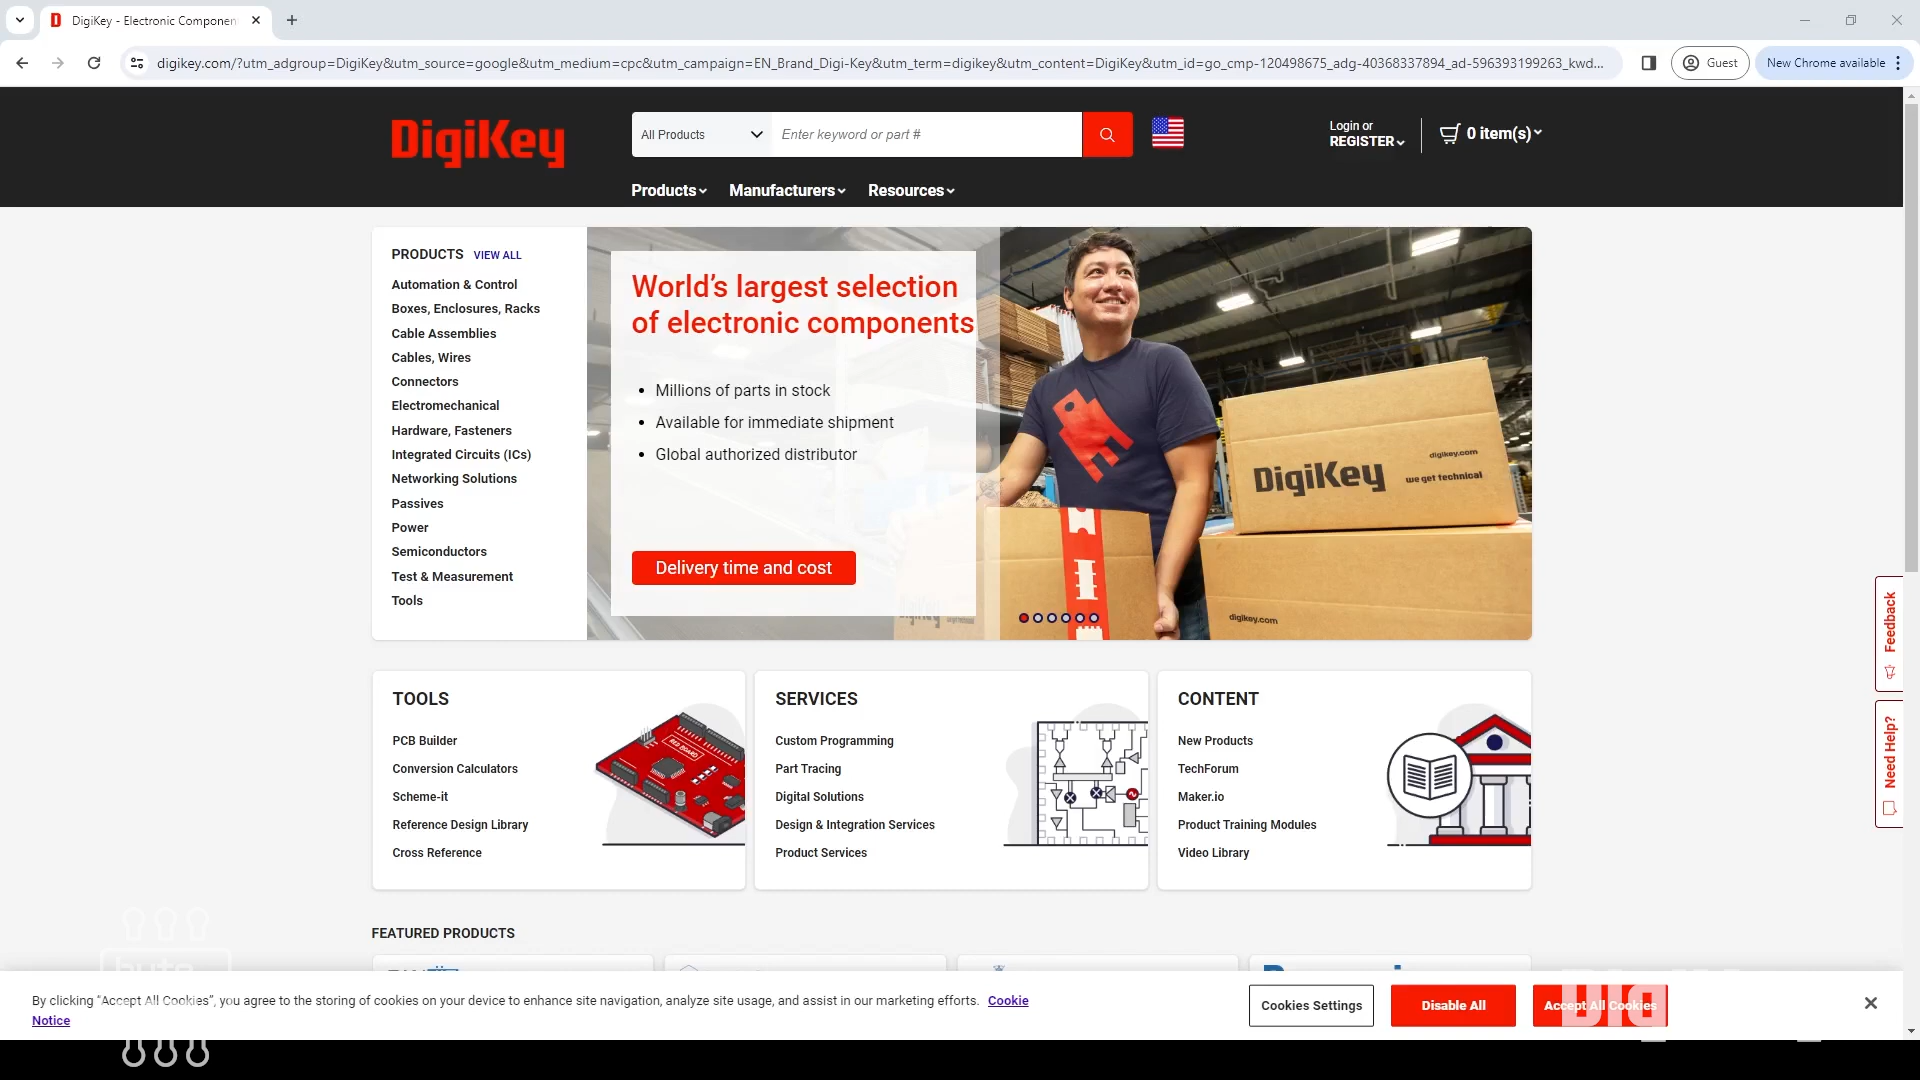 DigiKey - Electronic Componen
digikey.com/?utm_adgroup=DigiKey&utm_source=google&utm_medium=cpc&utm_campaign=EN_Brand_Digi-Key&utm_term=digikey&utm_content=DigiKey&utm_id=go_cmp-120498675_adg-40368337894_ad-596393199263_kwd...
Guest
New Chrome available
DigiKey
All Products
Enter keyword or part #
Login or
REGISTER
0 item(s)
Products
Manufacturers
Resources
PRODUCTS VIEW ALL
Automation & Control
Boxes, Enclosures, Racks
Cable Assemblies
Cables, Wires
Connectors
Electromechanical
Hardware, Fasteners
Integrated Circuits (ICs)
Networking Solutions
Passives
Power
Semiconductors
Test & Measurement
Tools
World’s largest selection
of electronic components
Millions of parts in stock
Available for immediate shipment
Global authorized distributor
Delivery time and cost
digikey.com
DigiKey
we get technical
digikey.com
Feedback
Need Help?
TOOLS
PCB Builder
Conversion Calculators
Scheme-it
Reference Design Library
Cross Reference
RED BOARD
SERVICES
Custom Programming
Part Tracing
Digital Solutions
Design & Integration Services
Product Services
CONTENT
New Products
TechForum
Maker.io
Product Training Modules
Video Library
FEATURED PRODUCTS
By clicking “Accept All Cookies”, you agree to the storing of cookies on your device to enhance site navigation, analyze site usage, and assist in our marketing efforts. Cookie
Notice
Cookies Settings
Disable All
Accept All Cookies